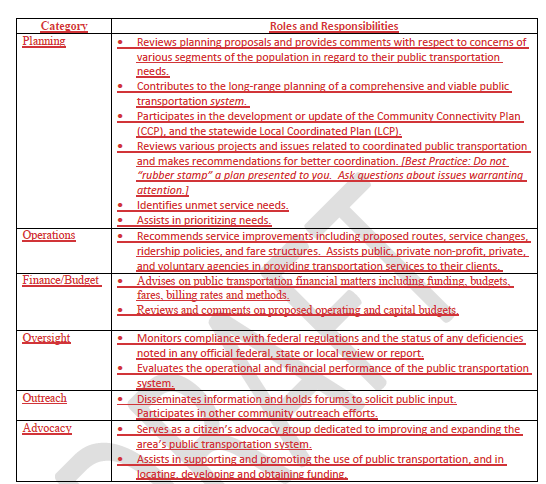 Category Roles and Responsibilities
Planning • Reviews planning proposals and provides comments with respect to concerns of
various segments of the population in regard to their public transportation
needs.
• Contributes to the long-range planning of a comprehensive and viable public
transportation system.
• Participates in the development or update of the Community Connectivity Plan
(CCP), and the statewide Local Coordinated Plan (LCP).
• Reviews various projects and issues related to coordinated public transportation
and makes recommendations for better coordination. [Best Practice: Do not
"rubber stamp" a plan presented to you. Ask questions about issues warranting
attention.]
• Identifies unmet service needs.
• Assists in prioritizing needs.
Operations • Recommends service improvements including proposed routes, service changes,
ridership policies, and fare structures. Assists public, private non-profit, private,
and voluntary agencies in providing transportation services to their clients.
Finance/Budget • Advises on public transportation financial matters including funding, budgets,
fares, billing rates and methods.
• Reviews and comments on proposed operating and capital budgets.
Oversight • Monitors compliance with federal regulations and the status of any deficiencies
noted in any official federal, state or local review or report.
• Evaluates the operational and financial performance of the public transportation
system.
Outreach • Disseminates information and holds forums to solicit public input.
Participates in other community outreach efforts.
Advocacy • Serves as a citizen's advocacy group dedicated to improving and expanding the
area's public transportation system.
• Assists in supporting and promoting the use of public transportation, and in
locating, developing and obtaining funding.
DRAFT